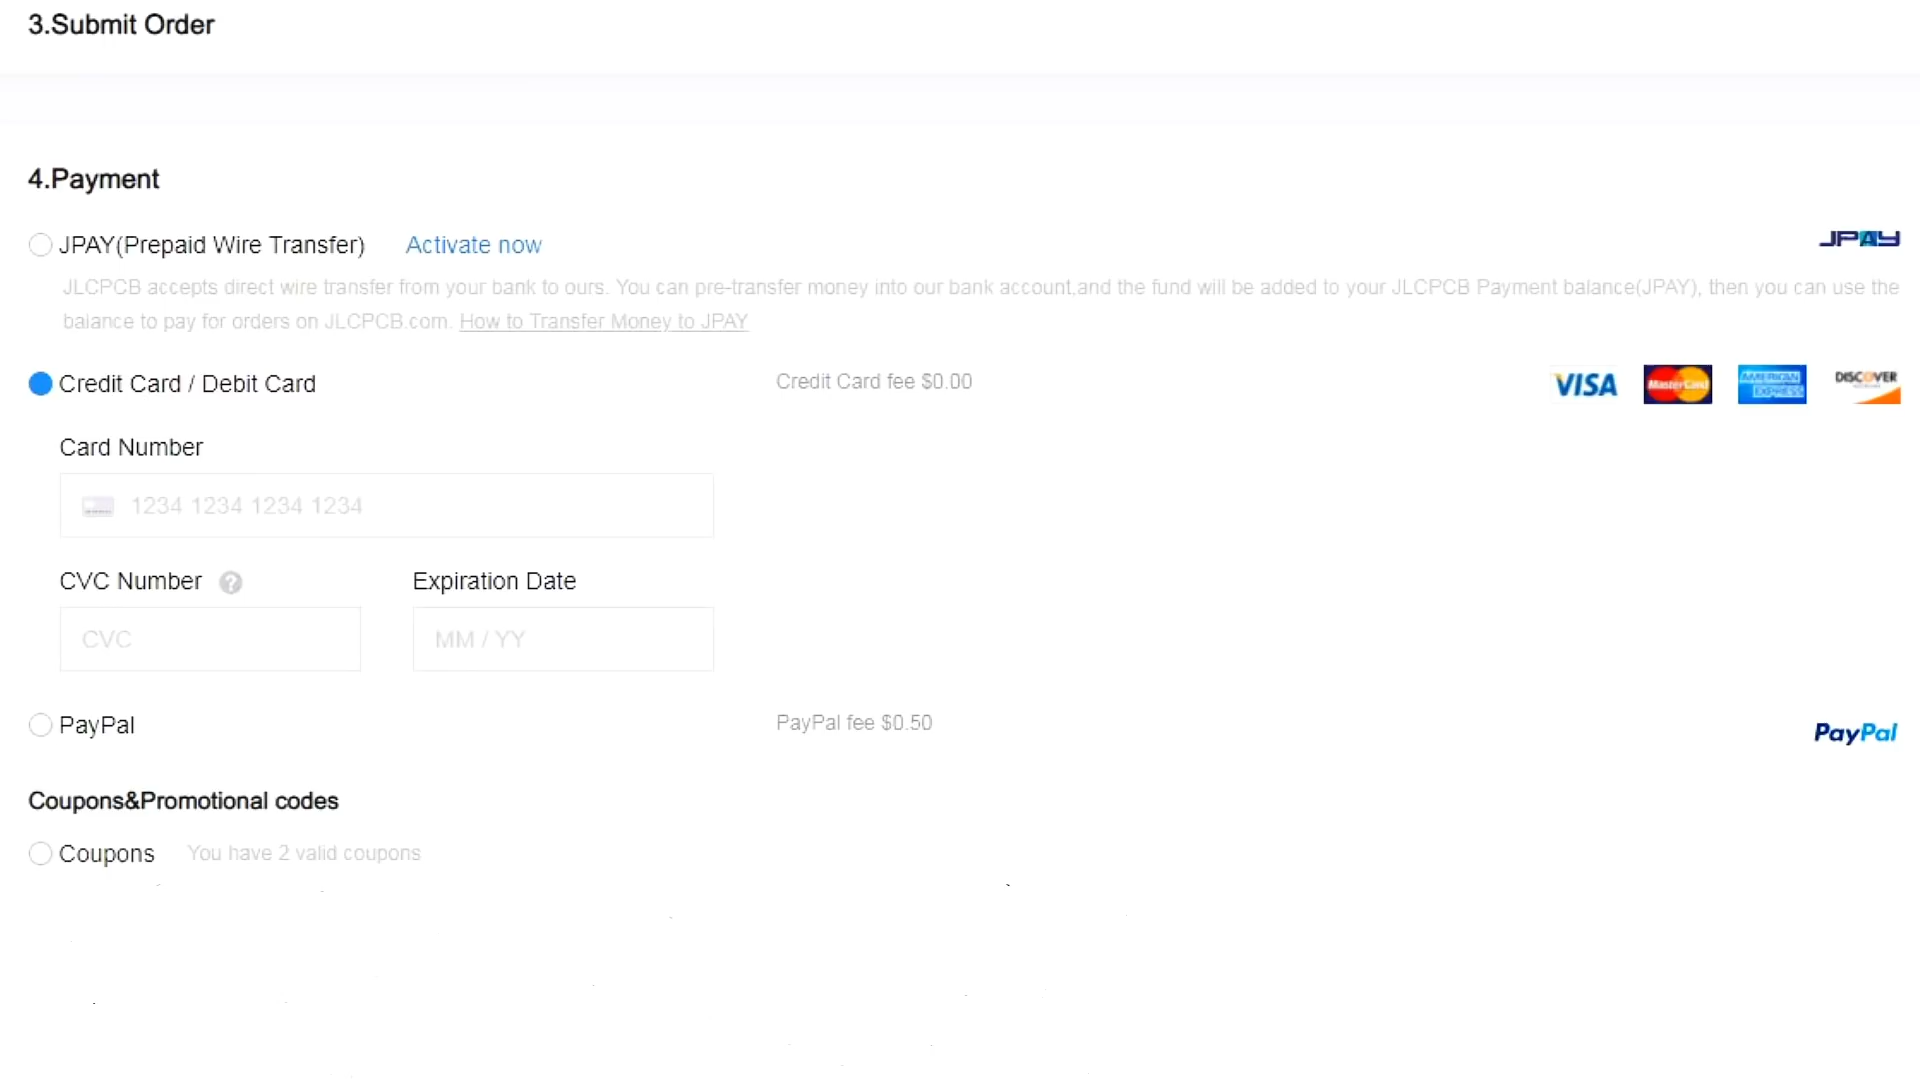 3.Submit Order
4.Payment
JPAY(Prepaid Wire Transfer) Activate now JPAY
JLCPCB accepts direct wire transfer from your bank to ours. You can pre-transfer money into our bank account,and the fund will be added to your JLCPCB Payment balance(JPAY), then you can use the
balance to pay for orders on JLCPCB.com. How to Transfer Money to JPAY
Credit Card / Debit Card Credit Card fee $0.00 VISA MasterCard AMERICAN EXPRESS DISCOVER
Card Number
1234 1234 1234 1234
CVC Number ? Expiration Date
CVC MM / YY
PayPal PayPal fee $0.50 PayPal
Coupons&Promotional codes
Coupons You have 2 valid coupons